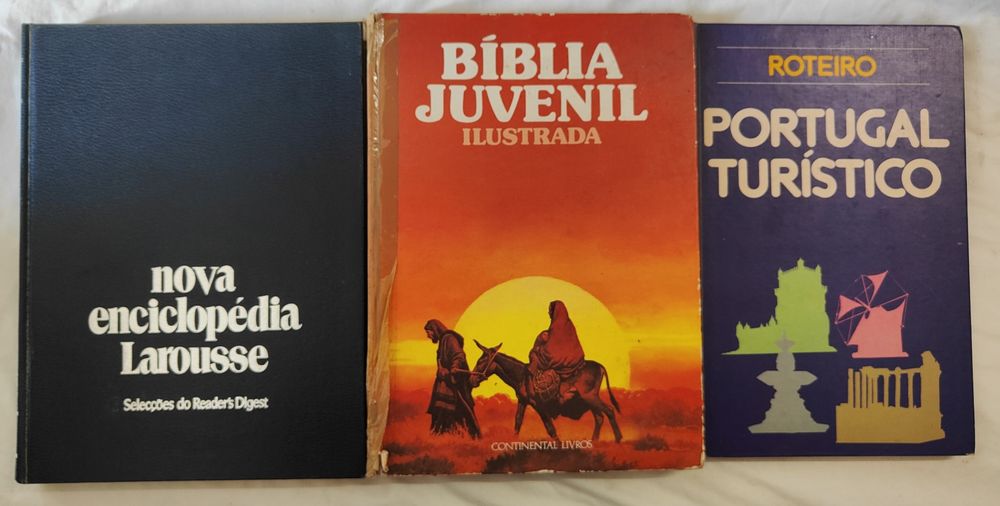 nova
enciclopédia
Larousse
Selecções do Reader's Digest
BÍBLIA
JUVENIL
ILUSTRADA
CONTINENTAL LIVROS
ROTEIRO
PORTUGAL
TURÍSTICO